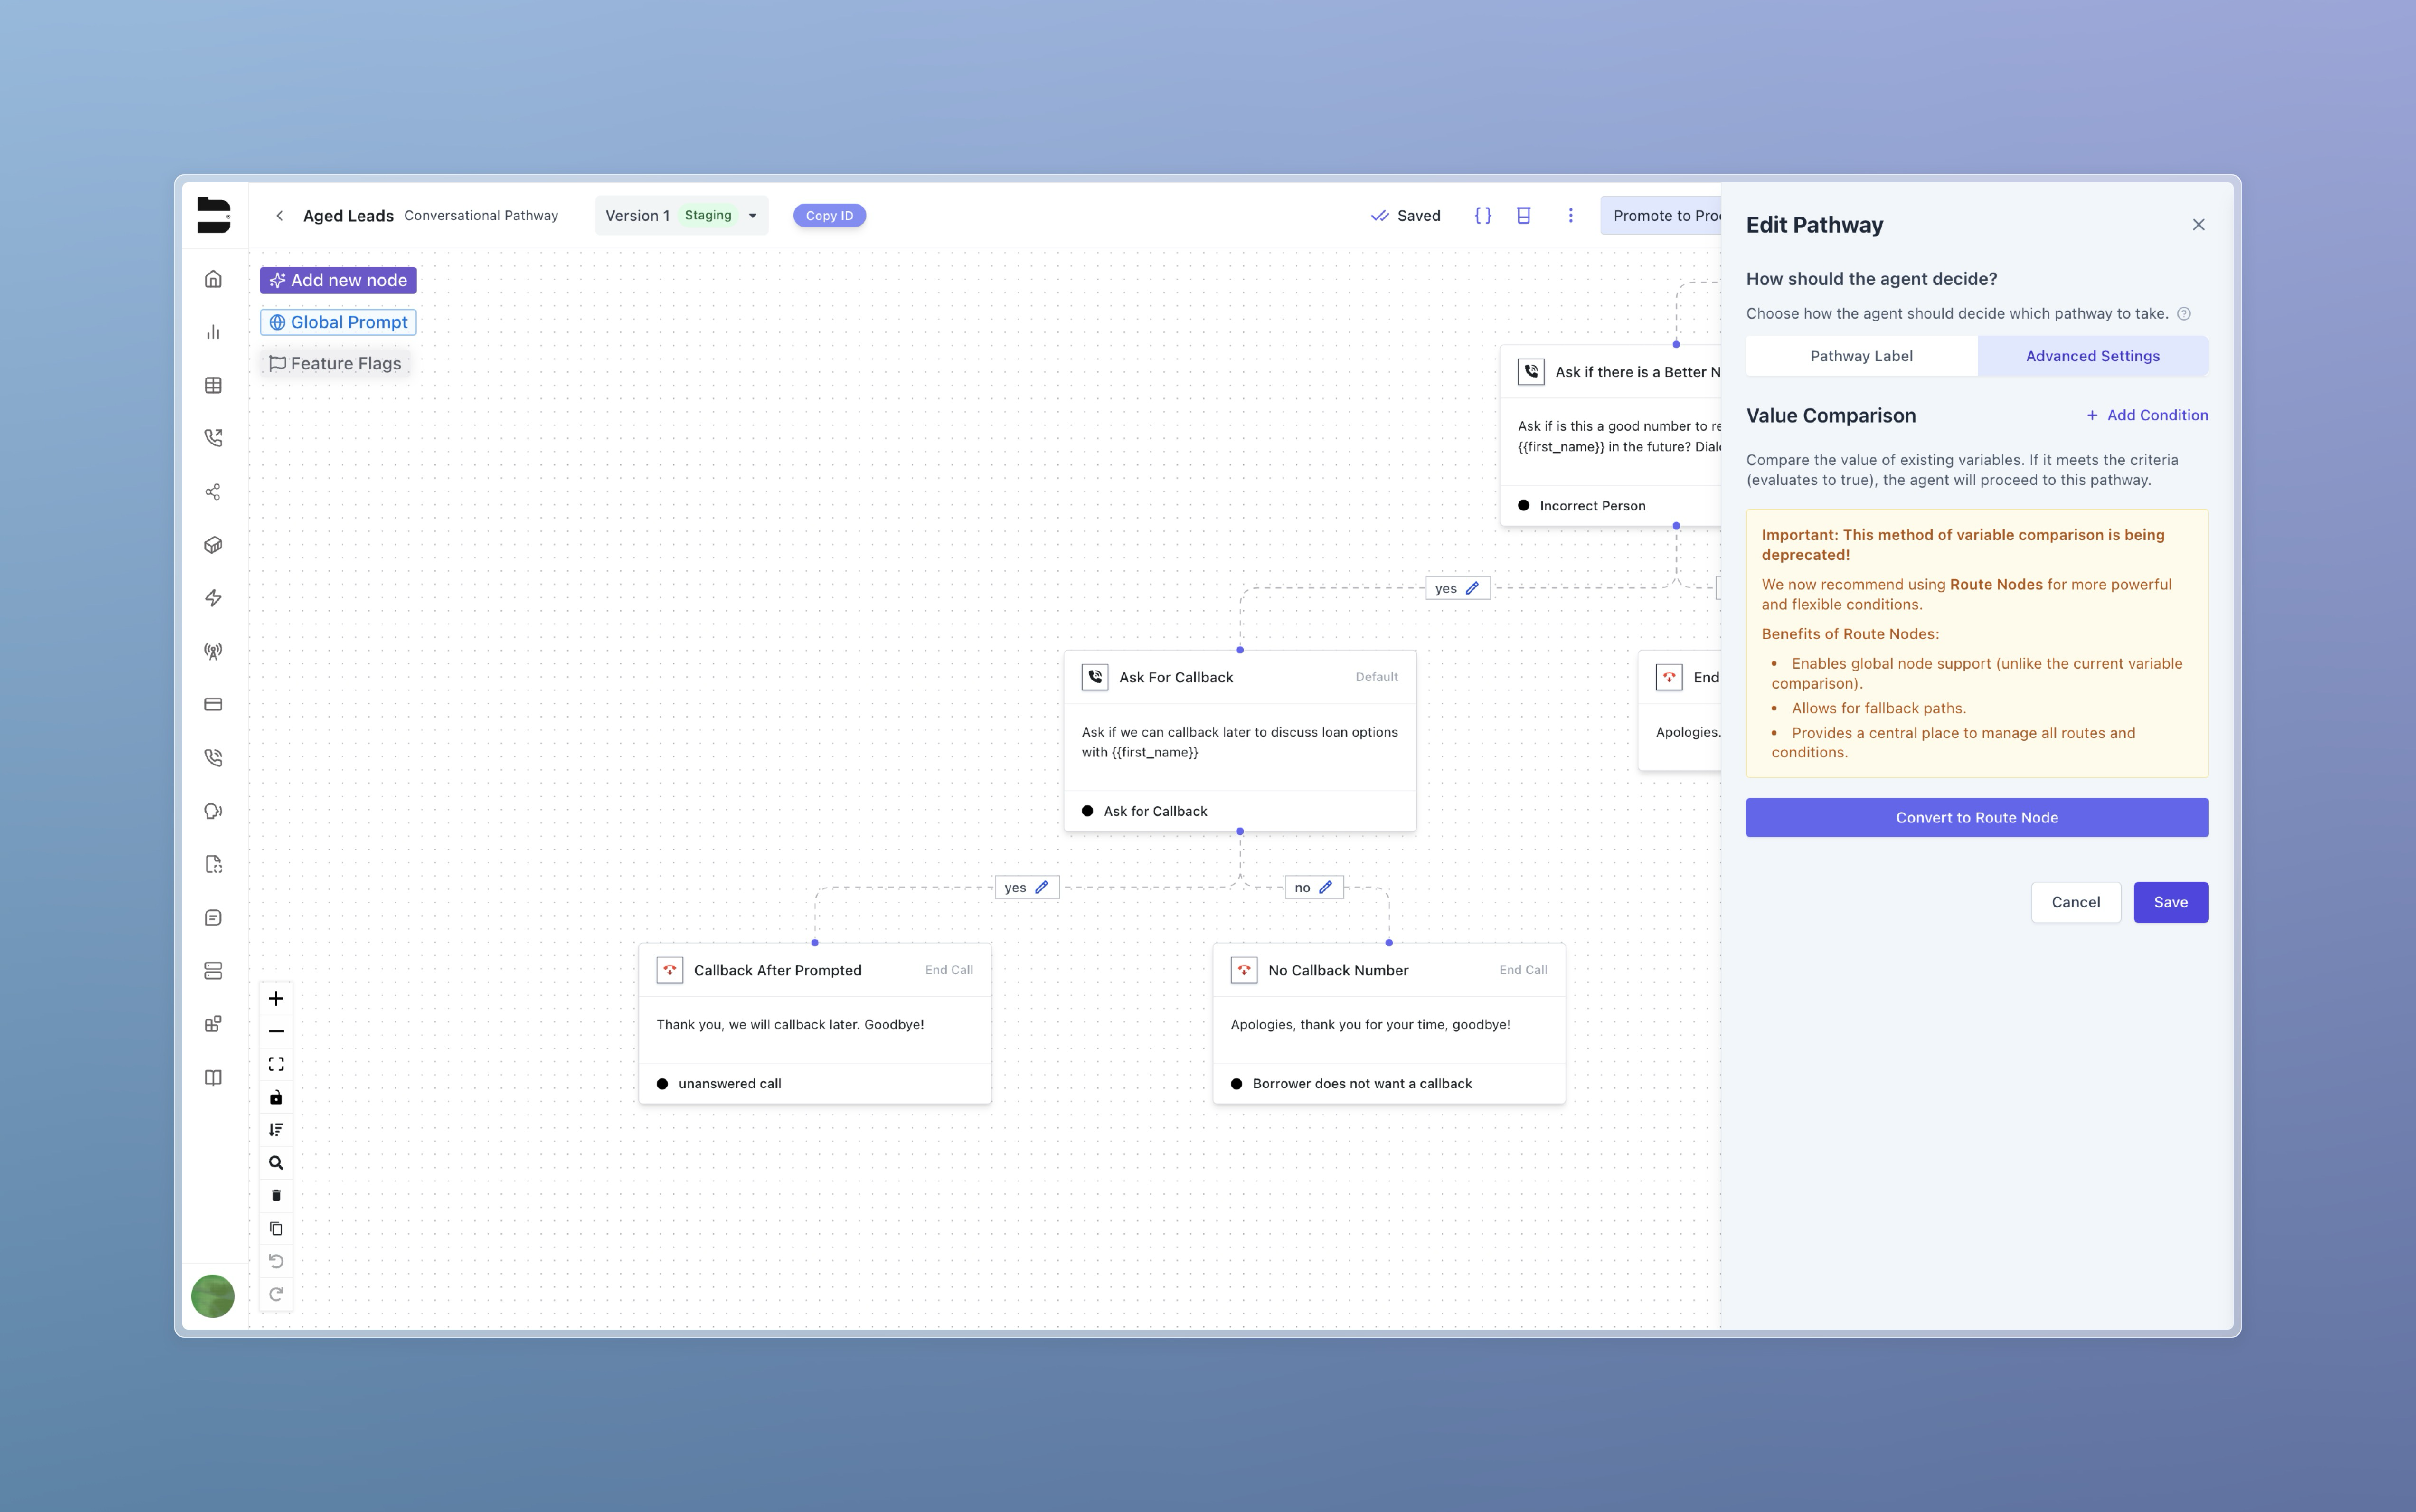 Aged Leads Conversational Pathway
Version 1 Staging
Copy ID
Saved
Promote to Pro
Add new node
Global Prompt
Feature Flags
Ask if there is a Better N
Ask if is this a good number to re
{{first_name}} in the future? Dial
Incorrect Person
yes
Ask For Callback
Default
Ask if we can callback later to discuss loan options
with {{first_name}}
Ask for Callback
End
Apologies.
yes
no
Callback After Prompted
End Call
Thank you, we will callback later. Goodbye!
unanswered call
No Callback Number
End Call
Apologies, thank you for your time, goodbye!
Borrower does not want a callback
Edit Pathway
How should the agent decide?
Choose how the agent should decide which pathway to take.
Pathway Label
Advanced Settings
Value Comparison
+ Add Condition
Compare the value of existing variables. If it meets the criteria
(evaluates to true), the agent will proceed to this pathway.
Important: This method of variable comparison is being
deprecated!
We now recommend using Route Nodes for more powerful
and flexible conditions.
Benefits of Route Nodes:
• Enables global node support (unlike the current variable
comparison).
• Allows for fallback paths.
• Provides a central place to manage all routes and
conditions.
Convert to Route Node
Cancel
Save